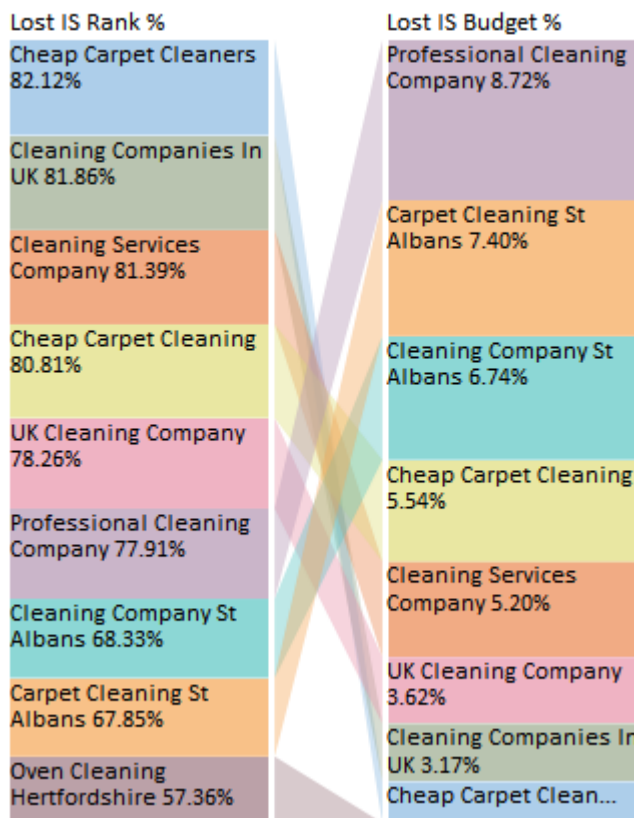 Lost IS Rank %
Cheap Carpet Cleaners
82.12%
Cleaning Companies In
UK 81.86%
Cleaning Services
Company 81.39%
Cheap Carpet Cleaning
80.81%
UK Cleaning Company
78.26%
Professional Cleaning
Company 77.91%
Cleaning Company St
Albans 68.33%
Carpet Cleaning St
Albans 67.85%
Oven Cleaning
Hertfordshire 57.36%
Lost IS Budget %
Professional Cleaning
Company 8.72%
Carpet Cleaning St
Albans 7.40%
Cleaning Company St
Albans 6.74%
Cheap Carpet Cleaning
5.54%
Cleaning Services
Company 5.20%
UK Cleaning Company
3.62%
Cleaning Companies In
UK 3.17%
Cheap Carpet Clean...